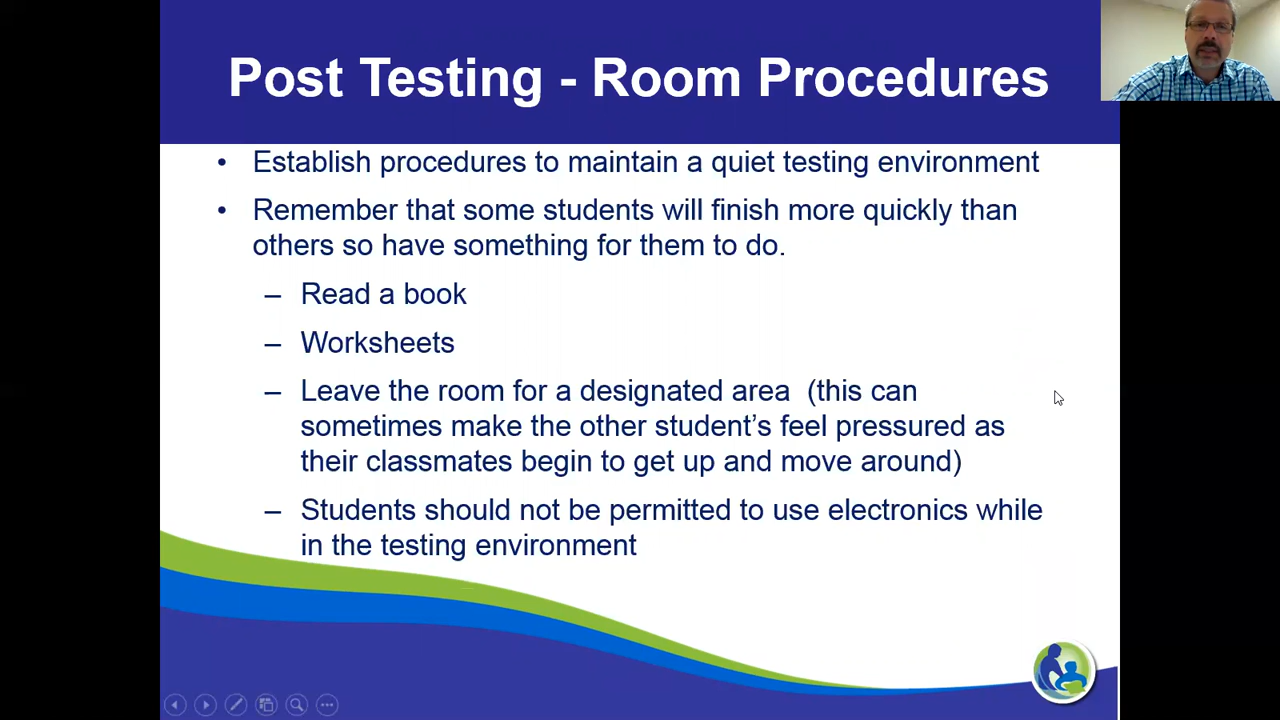 Post Testing - Room Procedures
• Establish procedures to maintain a quiet testing environment
• Remember that some students will finish more quickly than
others so have something for them to do.
– Read a book
– Worksheets
– Leave the room for a designated area  (this can
sometimes make the other student's feel pressured as
their classmates begin to get up and move around)
– Students should not be permitted to use electronics while
in the testing environment